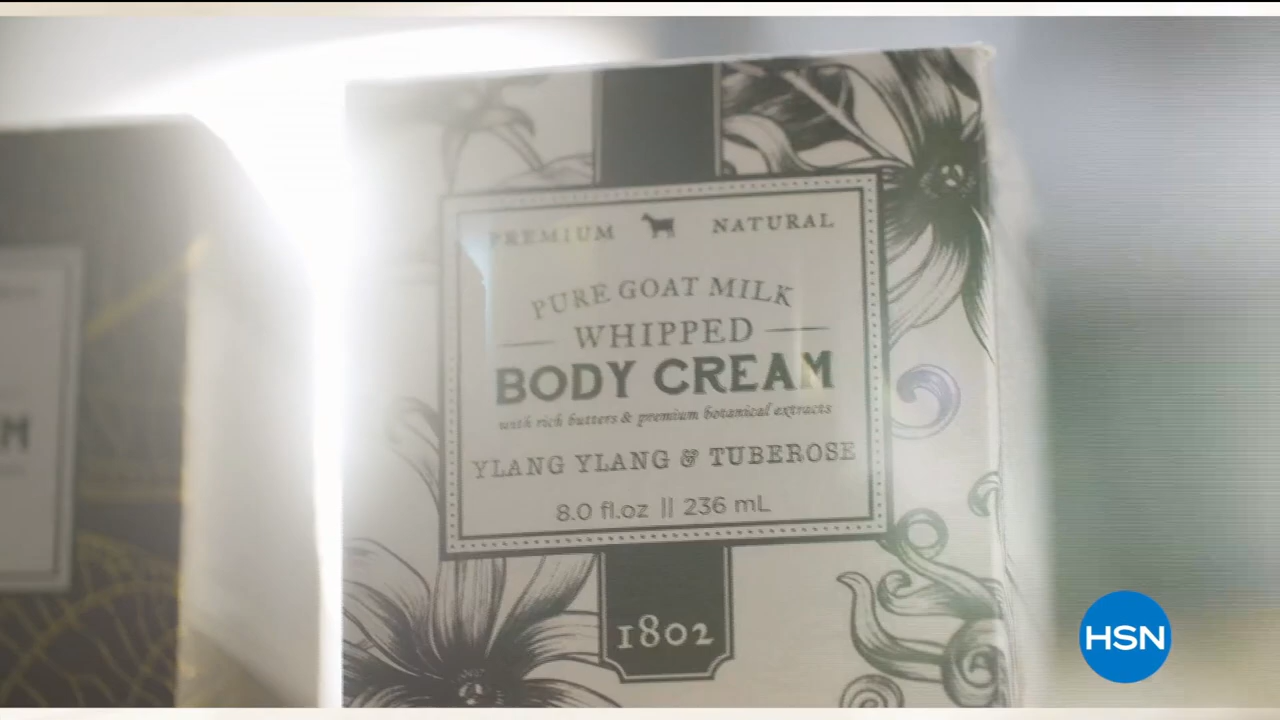 PREMIUM NATURAL
PURE GOAT MILK
WHIPPED
BODY CREAM
with rich butters & premium botanical extracts
YLANG YLANG & TUBEROSE
8.0 fl.oz || 236 mL
1802
HSN